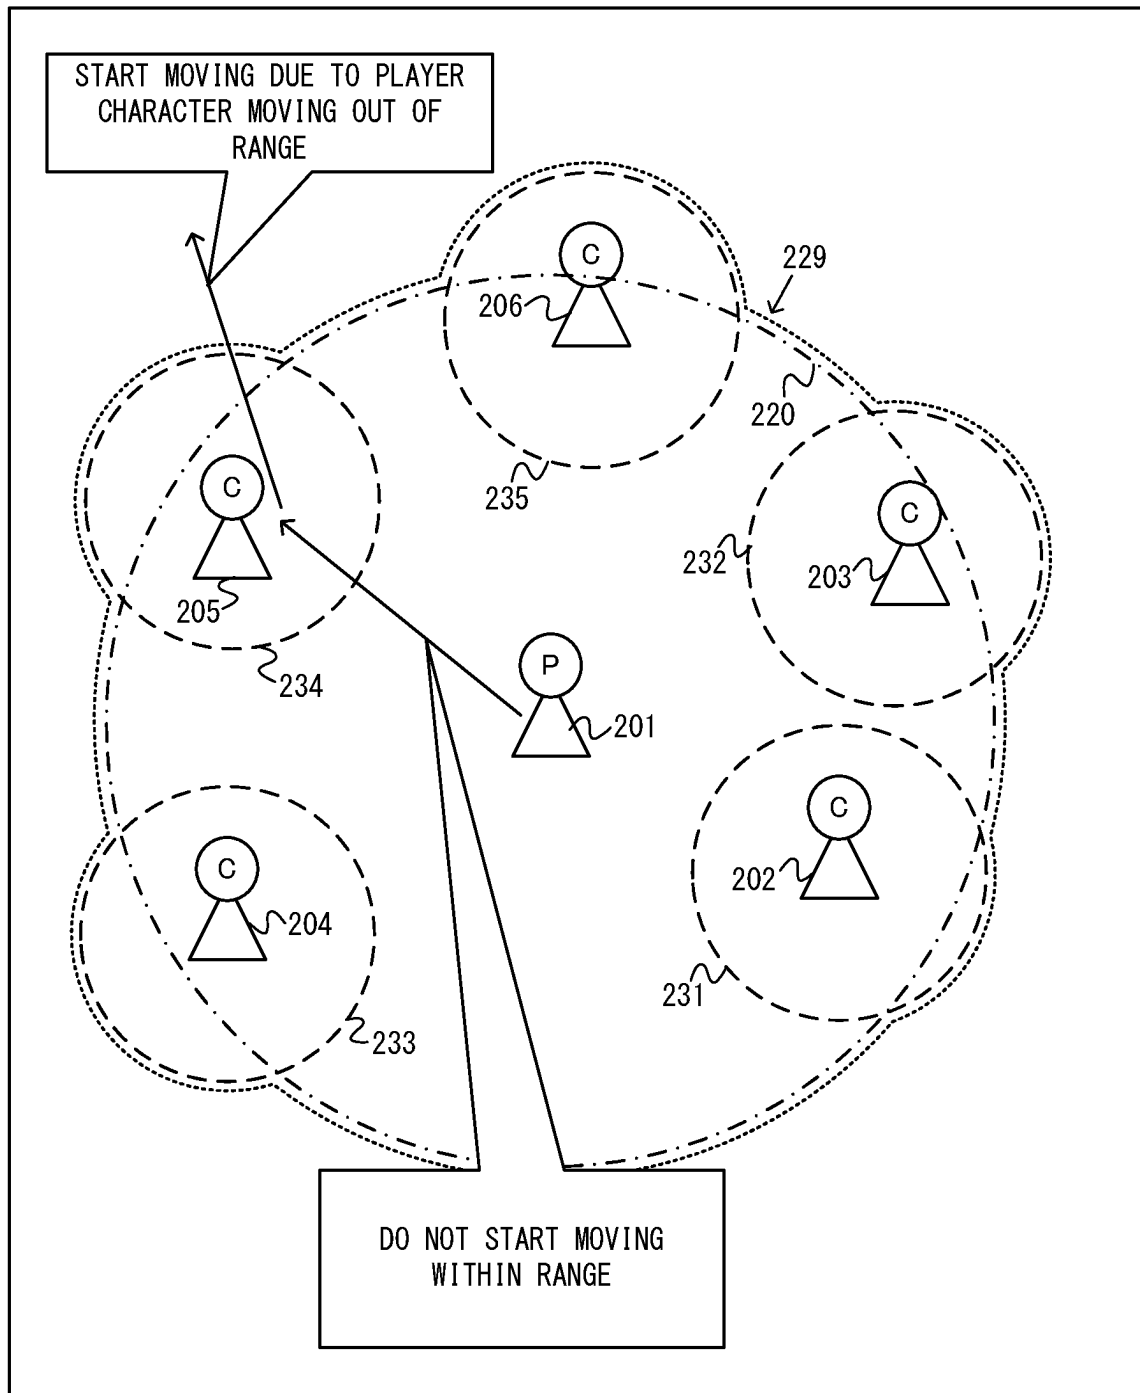 START MOVING DUE TO PLAYER
CHARACTER MOVING OUT OF
RANGE
C
206
229
220
235
C
205
234
232
C
203
P
201
C
202
231
C
204
233
DO NOT START MOVING
WITHIN RANGE